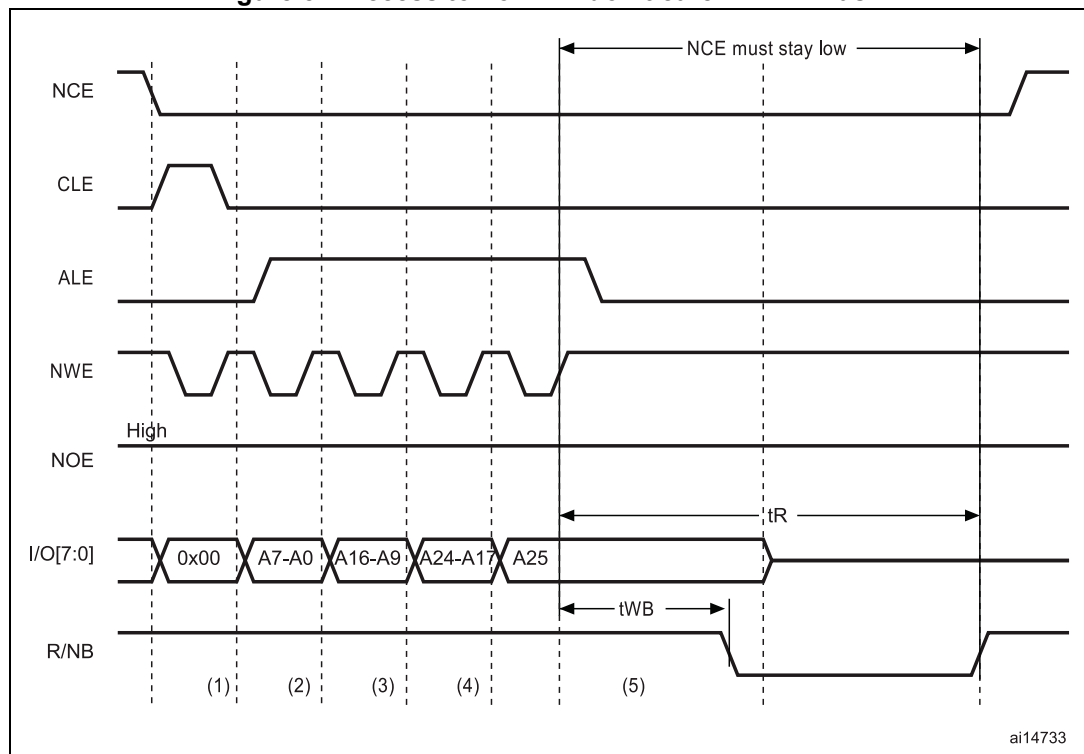 NCE must stay low
NCE
CLE
ALE
NWE
High
NOE
tR
I/O[7:0] 0x00 A7-A0 A16-A9 A24-A17 A25
tWB
R/NB
(1) (2) (3) (4) (5)
ai14733